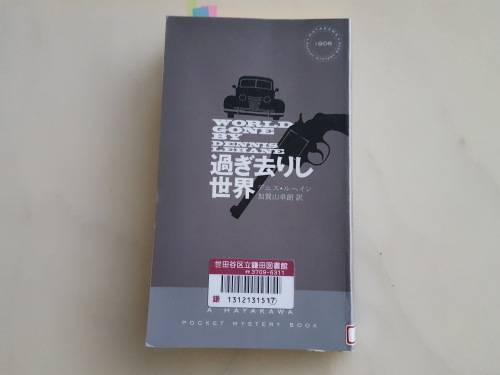 1906
WORLD
GONE
BY
DENNIS
LEHANE
過ぎ去りし
世界
デニス・ルヘイン
加賀山卓朗 訳
世田谷区立鎌田図書館
☎3709-6311
鎌 1312131517
A HAYAKAWA
POCKET MYSTERY BOOK